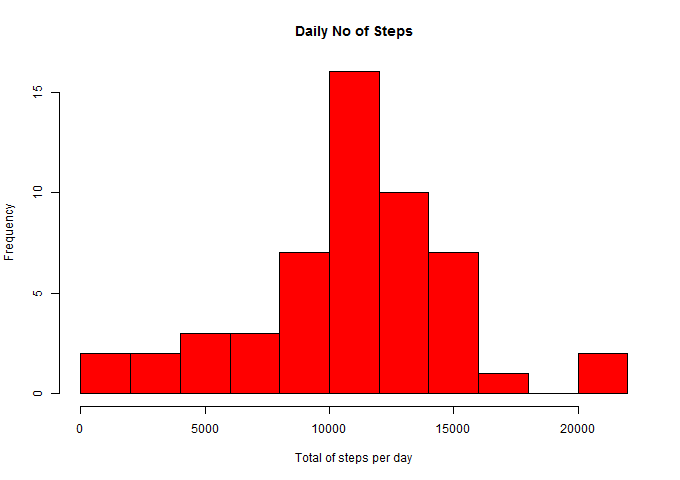 Daily No of Steps
15
10
5
0
Frequency
0 5000 10000 15000 20000
Total of steps per day